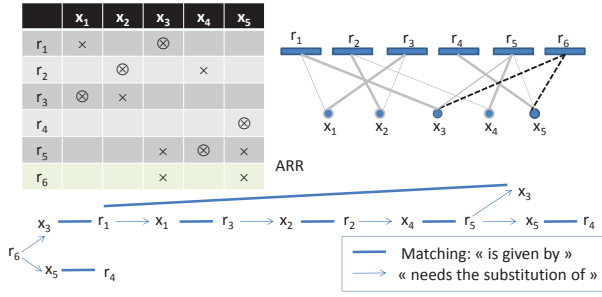 x1 x2 x3 x4 x5
r1 × ⊗
r2 ⊗ ×
r3 ⊗ ×
r4 ⊗
r5 × ⊗ ×
r6 × ×
r1 r2 r3 r4 r5 r6
x1 x2 x3 x4 x5
ARR
x3
x3 r1 x1 r3 x2 r2 x4 r5 x5 r4
r6
x5 r4
Matching: « is given by »
« needs the substitution of »